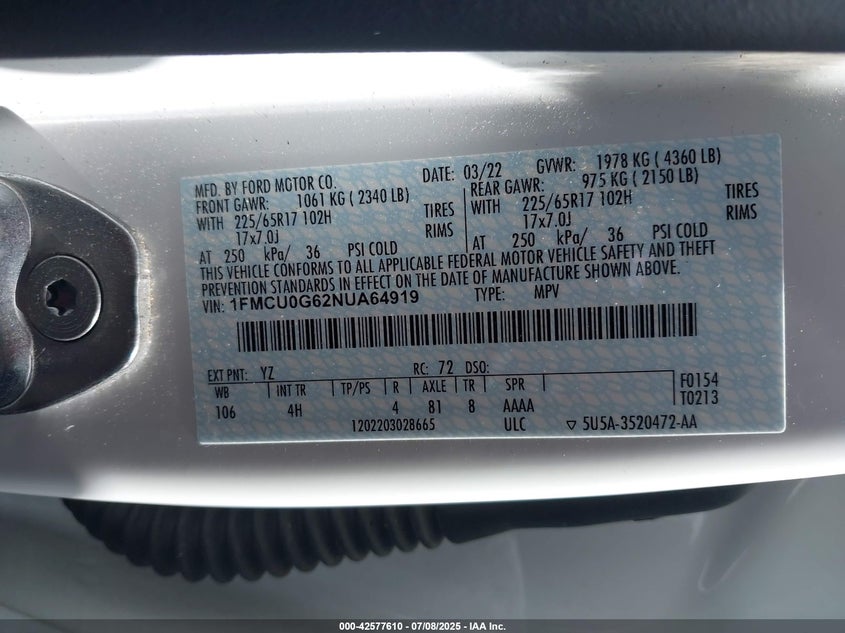 MFD. BY FORD MOTOR CO. DATE: 03/22 GVWR: 1978 KG ( 4360 LB)
FRONT GAWR: 1061 KG ( 2340 LB) REAR GAWR: 975 KG ( 2150 LB)
WITH 225/65R17 102H TIRES WITH 225/65R17 102H TIRES
17x7.0J RIMS 17x7.0J RIMS
AT 250 kPa/ 36 PSI COLD AT 250 kPa/ 36 PSI COLD
THIS VEHICLE CONFORMS TO ALL APPLICABLE FEDERAL MOTOR VEHICLE SAFETY AND THEFT
PREVENTION STANDARDS IN EFFECT ON THE DATE OF MANUFACTURE SHOWN ABOVE.
VIN: 1FMCU0G62NUA64919 TYPE: MPV
EXT PNT: YZ RC: 72 DSO:
WB INT TR TP/PS R AXLE TR SPR F0154
106 4H 4 81 8 AAAA T0213
1202203028665 ULC ▽ 5U5A-3520472-AA
000-42577610 - 07/08/2025 - IAA Inc.